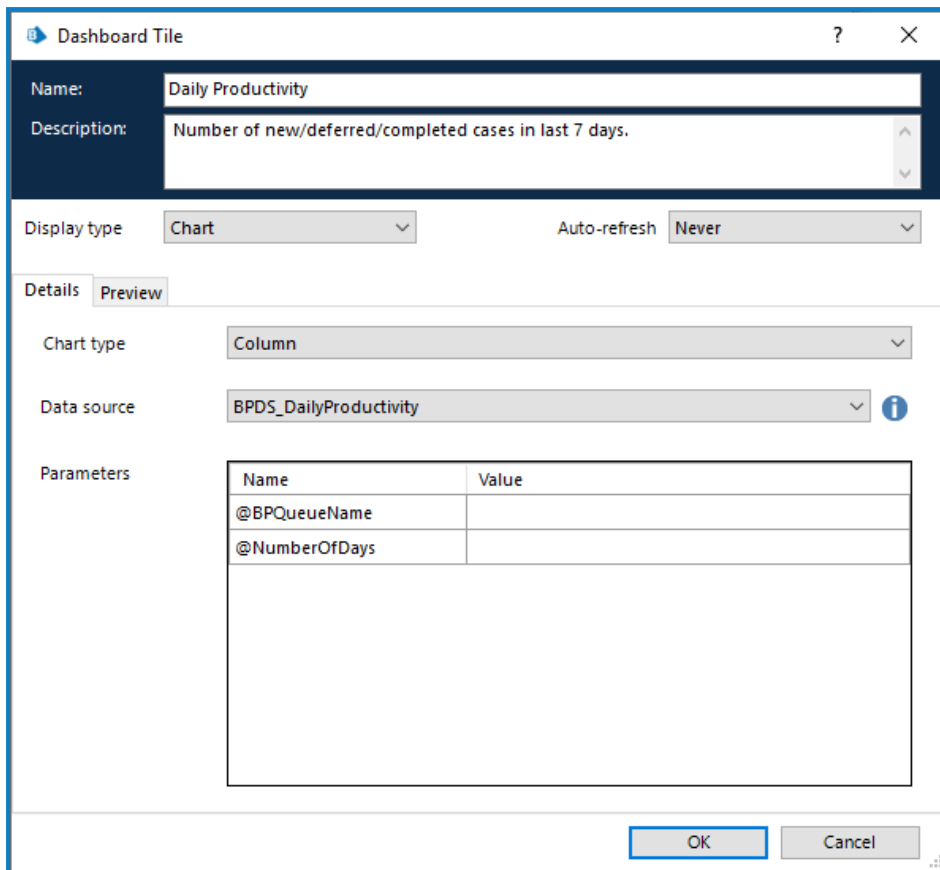 Dashboard Tile ?
Name: Daily Productivity
Description: Number of new/deferred/completed cases in last 7 days.
Display type Chart Auto-refresh Never
Details Preview
Chart type Column
Data source BPDS_DailyProductivity
Parameters Name Value
@BPQueueName
@NumberOfDays
OK Cancel